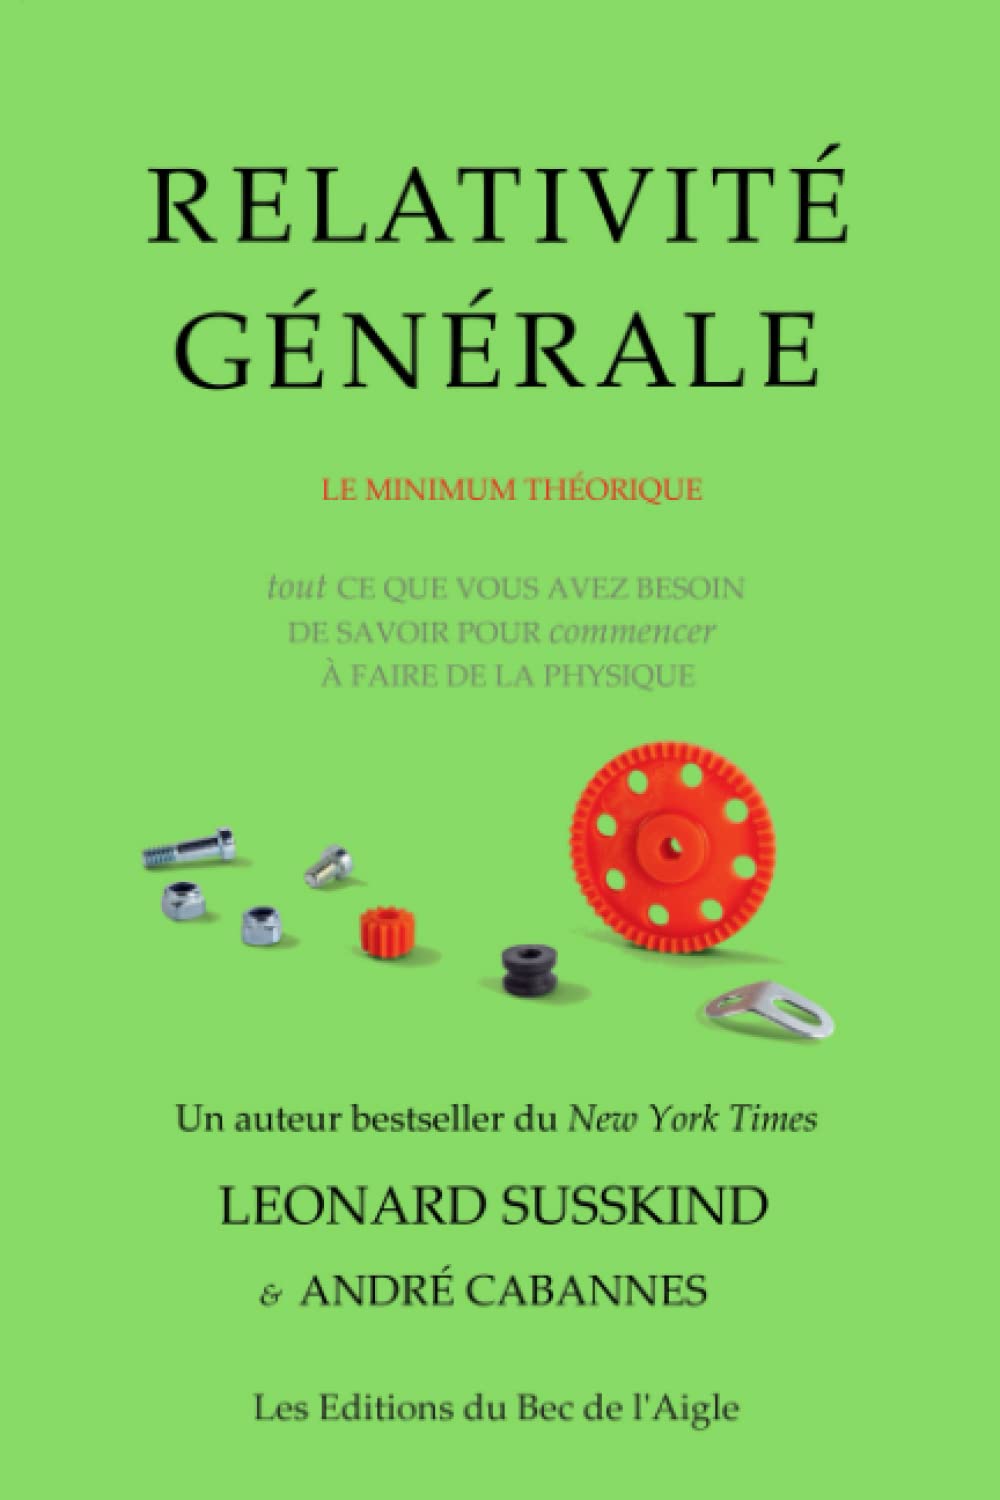 RELATIVITÉ
GÉNÉRALE
LE MINIMUM THÉORIQUE
tout CE QUE VOUS AVEZ BESOIN
DE SAVOIR POUR commencer
À FAIRE DE LA PHYSIQUE
Un auteur bestseller du New York Times
LEONARD SUSSKIND
& ANDRÉ CABANNES
Les Editions du Bec de l'Aigle